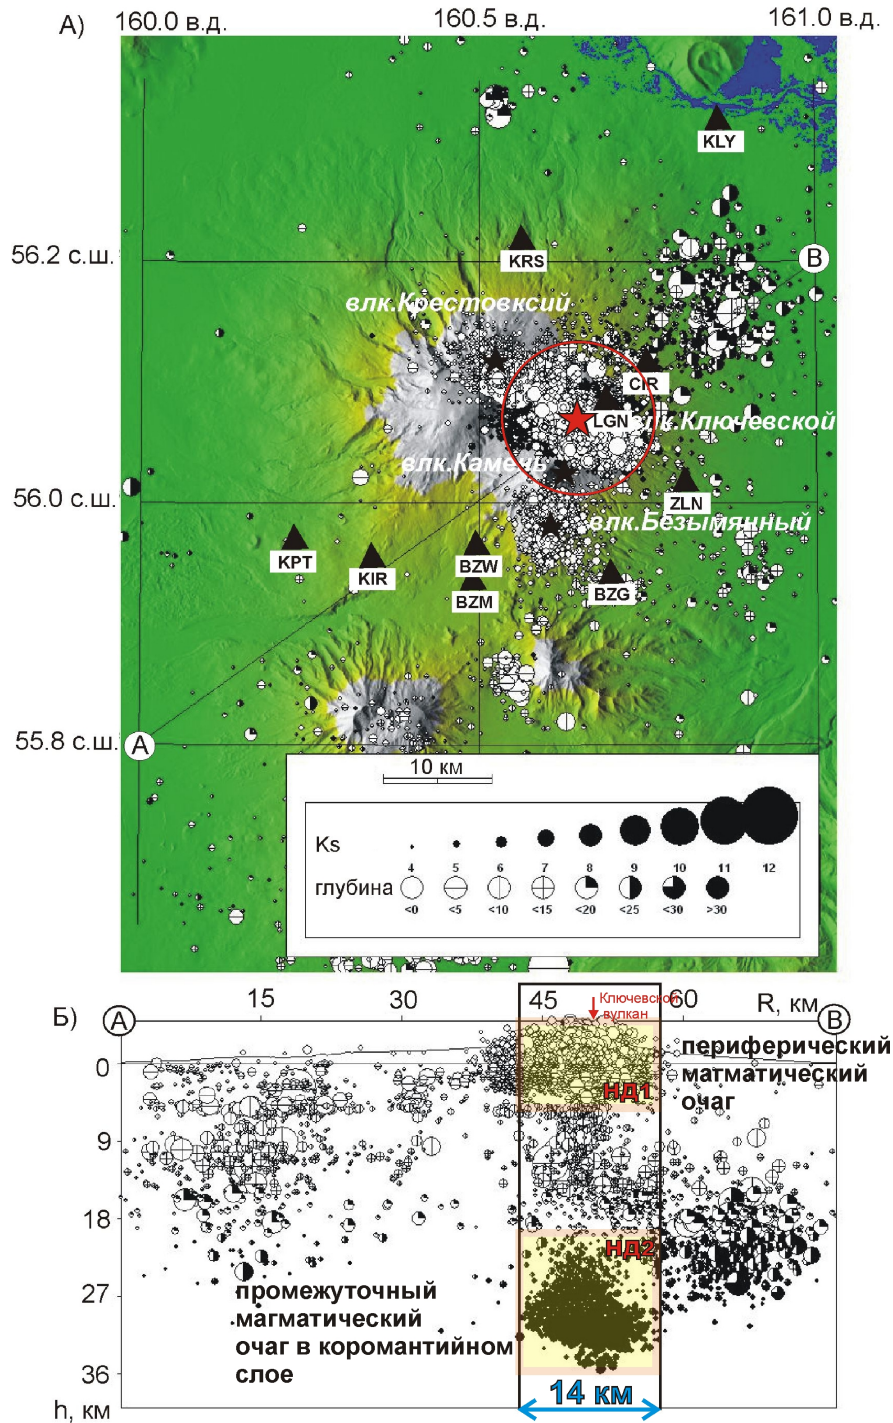 А)
160.0 в.д.
160.5 в.д.
161.0 в.д.
KLY
56.2 с.ш.
KRS
B
влк.Крестовксий
CIR
LGN
влк.Ключевской
влк.Камень
56.0 с.ш.
ZLN
влк.Безымянный
KPT
KIR
BZW
BZM
BZG
55.8 с.ш.
A
10 км
Ks
4 5 6 7 8 9 10 11 12
глубина
<0 <5 <10 <15 <20 <25 <30 >30
Б)
A
15
30
45
60
R, км
B
Ключевской
вулкан
периферический
магматический
очаг
0
НД1
9
18
НД2
27
промежуточный
магматический
очаг в коромантийном
слое
36
h, км
14 км